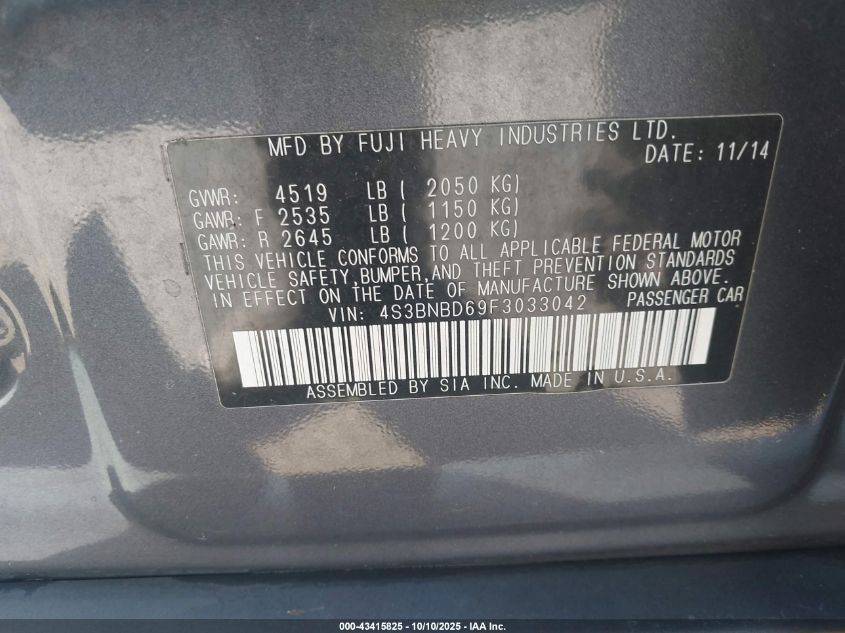 MFD BY FUJI HEAVY INDUSTRIES LTD.
DATE: 11/14
GVWR: 4519 LB ( 2050 KG)
GAWR: F 2535 LB ( 1150 KG)
GAWR: R 2645 LB ( 1200 KG)
THIS VEHICLE CONFORMS TO ALL APPLICABLE FEDERAL MOTOR
VEHICLE SAFETY,BUMPER,AND THEFT PREVENTION STANDARDS
IN EFFECT ON THE DATE OF MANUFACTURE SHOWN ABOVE.
VIN: 4S3BNBD69F3033042 PASSENGER CAR
ASSEMBLED BY SIA INC. MADE IN U.S.A.
000-43415825 - 10/10/2025 - IAA Inc.